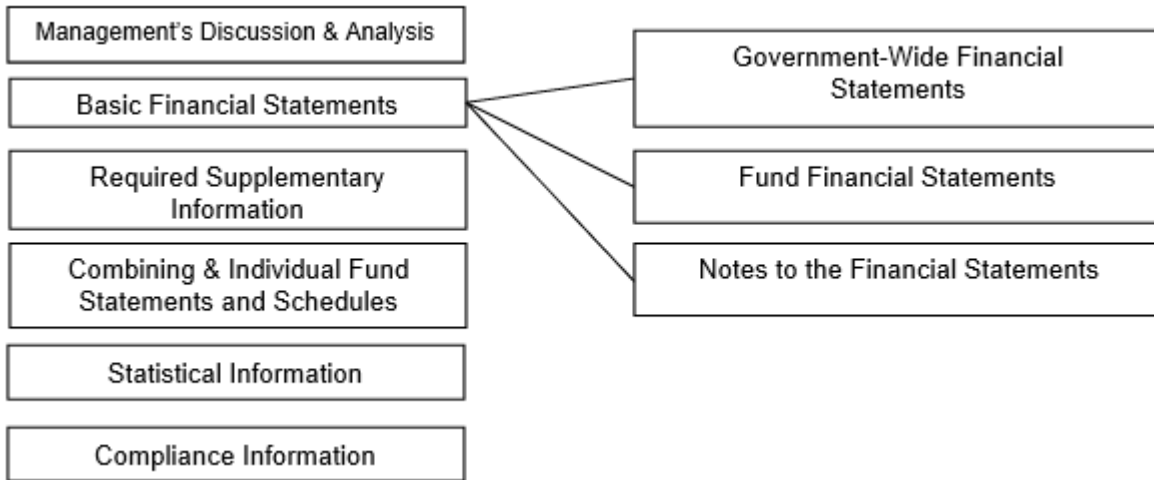 Management's Discussion & Analysis
Basic Financial Statements
Required Supplementary
Information
Combining & Individual Fund
Statements and Schedules
Statistical Information
Compliance Information
Government-Wide Financial
Statements
Fund Financial Statements
Notes to the Financial Statements